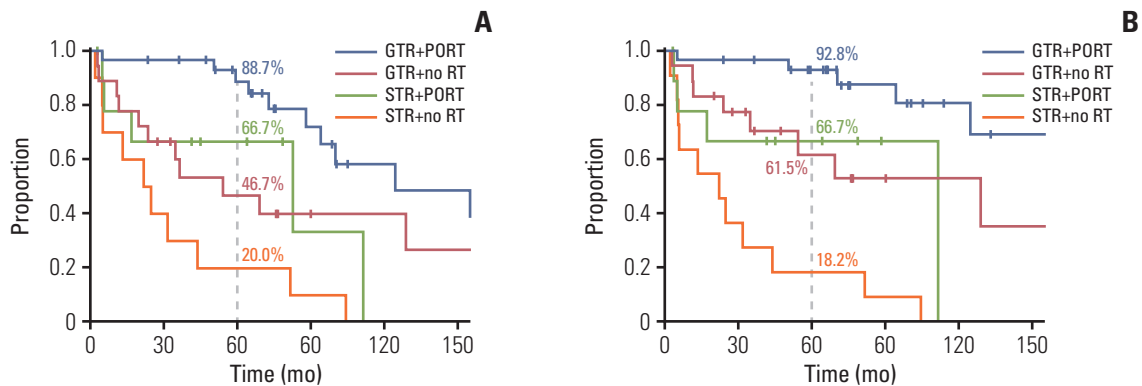 A
1.0
0.8
0.6
0.4
0.2
0
Proportion
0
30
60
60
120
150
Time (mo)
88.7%
66.7%
46.7%
20.0%
GTR+PORT
GTR+no RT
STR+PORT
STR+no RT
B
1.0
0.8
0.6
0.4
0.2
0
Proportion
0
30
60
60
120
150
Time (mo)
92.8%
66.7%
61.5%
18.2%
GTR+PORT
GTR+no RT
STR+PORT
STR+no RT